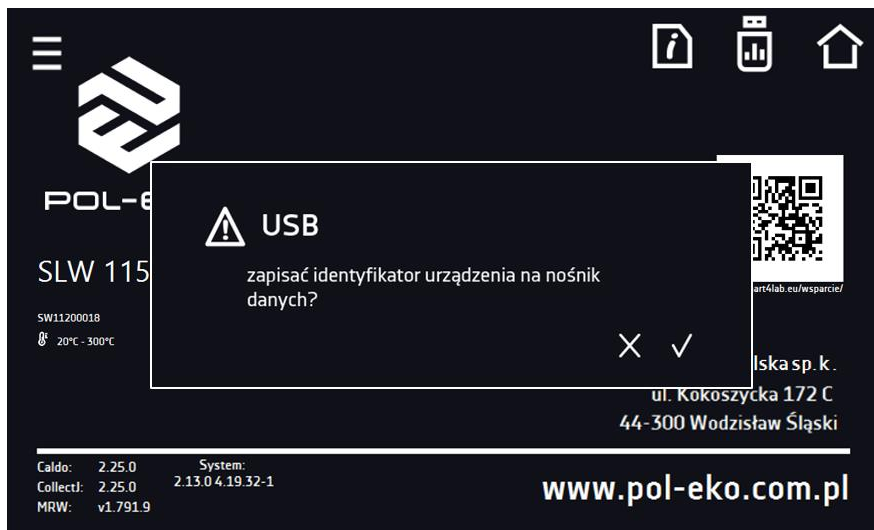 POL-E
USB
SLW 115
zapisać identyfikator urządzenia na nośnik
danych?
art4lab.eu/wsparcie/
SW11200018
20°C - 300°C
lska sp. k.
ul. Kokoszycka 172 C
44-300 Wodzisław Śląski
Caldo: 2.25.0 System:
CollectJ: 2.25.0 2.13.0 4.19.32-1
MRW: v1.791.9
www.pol-eko.com.pl